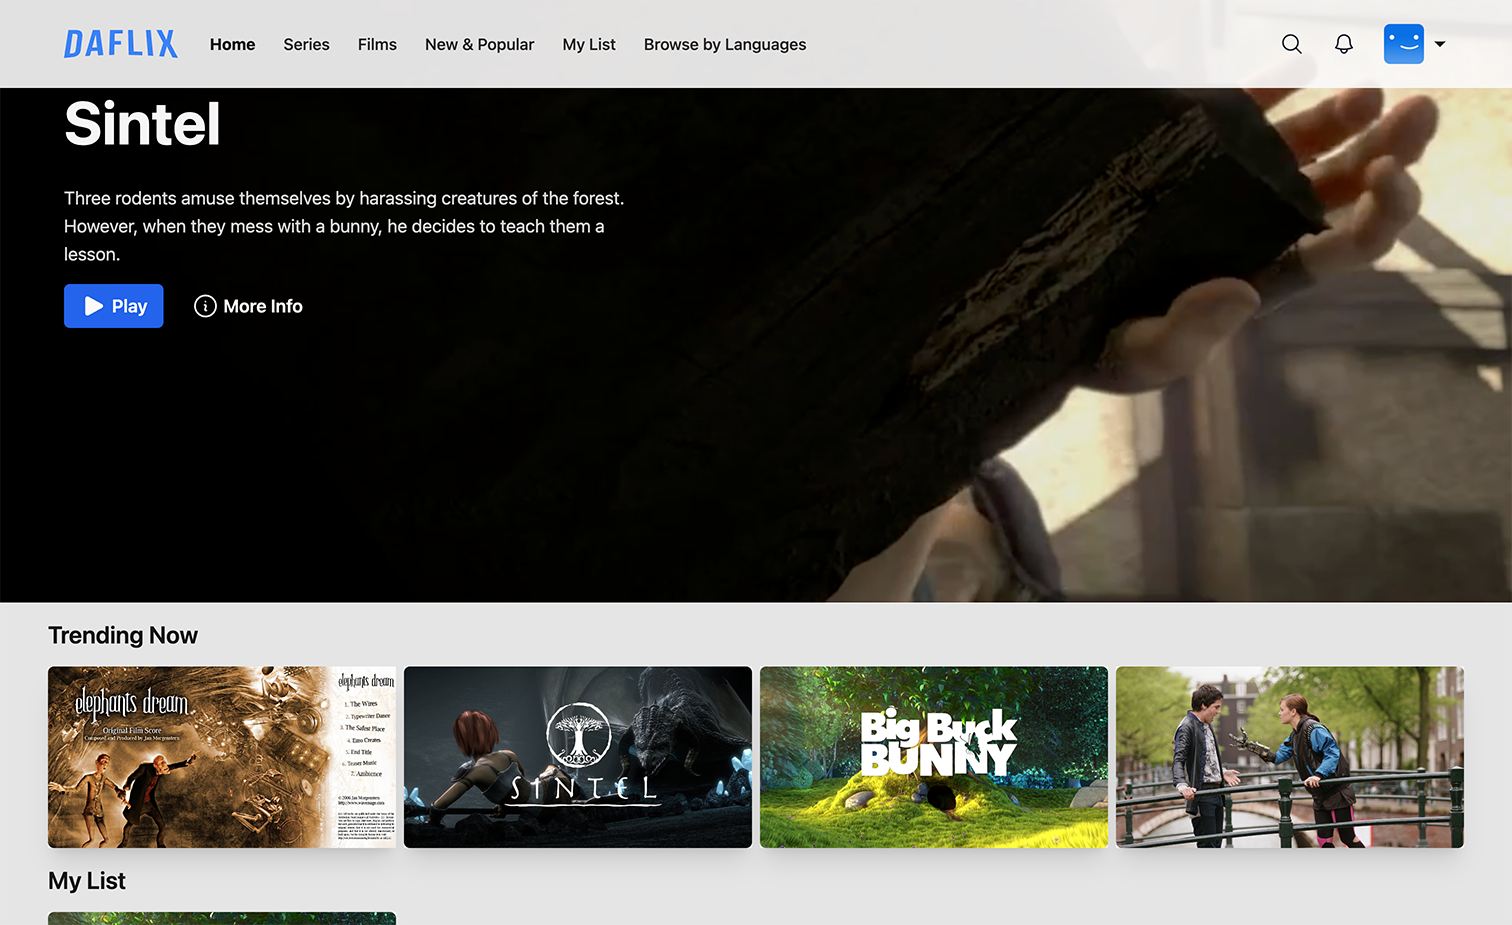 DAFLIX
Home
Series
Films
New & Popular
My List
Browse by Languages
Sintel
Three rodents amuse themselves by harassing creatures of the forest.
However, when they mess with a bunny, he decides to teach them a
lesson.
Play
More Info
Trending Now
elephants dream
Original Film Score
Composed and Produced by Jan Morgenstern
elephants dream
1. The Wires
2. Typewriter Dance
3. The Safest Place
4. Emo Creates
5. End Title
6. Teaser Music
7. Ambience
© 2006 Jan Morgenstern
SINTEL
Big Buck
BUNNY
My List